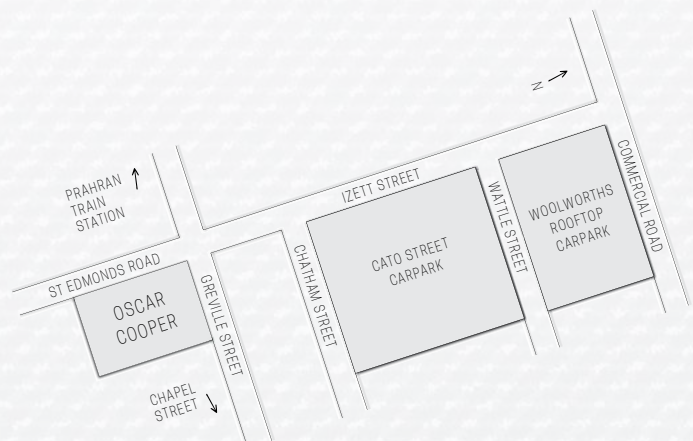 N
COMMERCIAL ROAD
PRAHRAN
TRAIN
STATION
IZETT STREET
WATTLE STREET
WOOLWORTHS
ROOFTOP
CARPARK
CATO STREET
CARPARK
CHATHAM STREET
ST EDMONDS ROAD
GREVILLE STREET
OSCAR
COOPER
CHAPEL
STREET